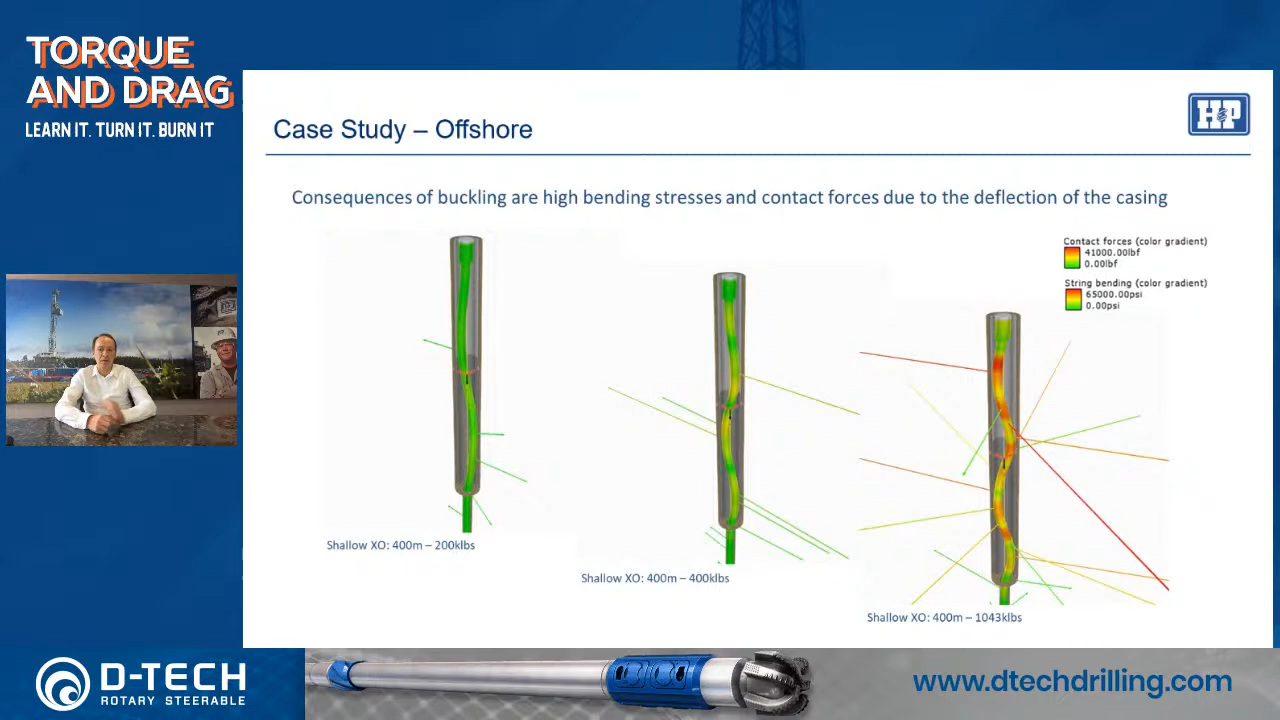 TORQUE
AND DRAG
LEARN IT. TURN IT. BURN IT
Case Study – Offshore
H&P
Consequences of buckling are high bending stresses and contact forces due to the deflection of the casing
Contact forces (color gradient)
41000.00lbf
0.00lbf
String bending (color gradient)
65000.00psi
0.00psi
Shallow XO: 400m – 200klbs
Shallow XO: 400m – 400klbs
Shallow XO: 400m – 1043klbs
D-TECH
ROTARY STEERABLE
www.dtechdrilling.com